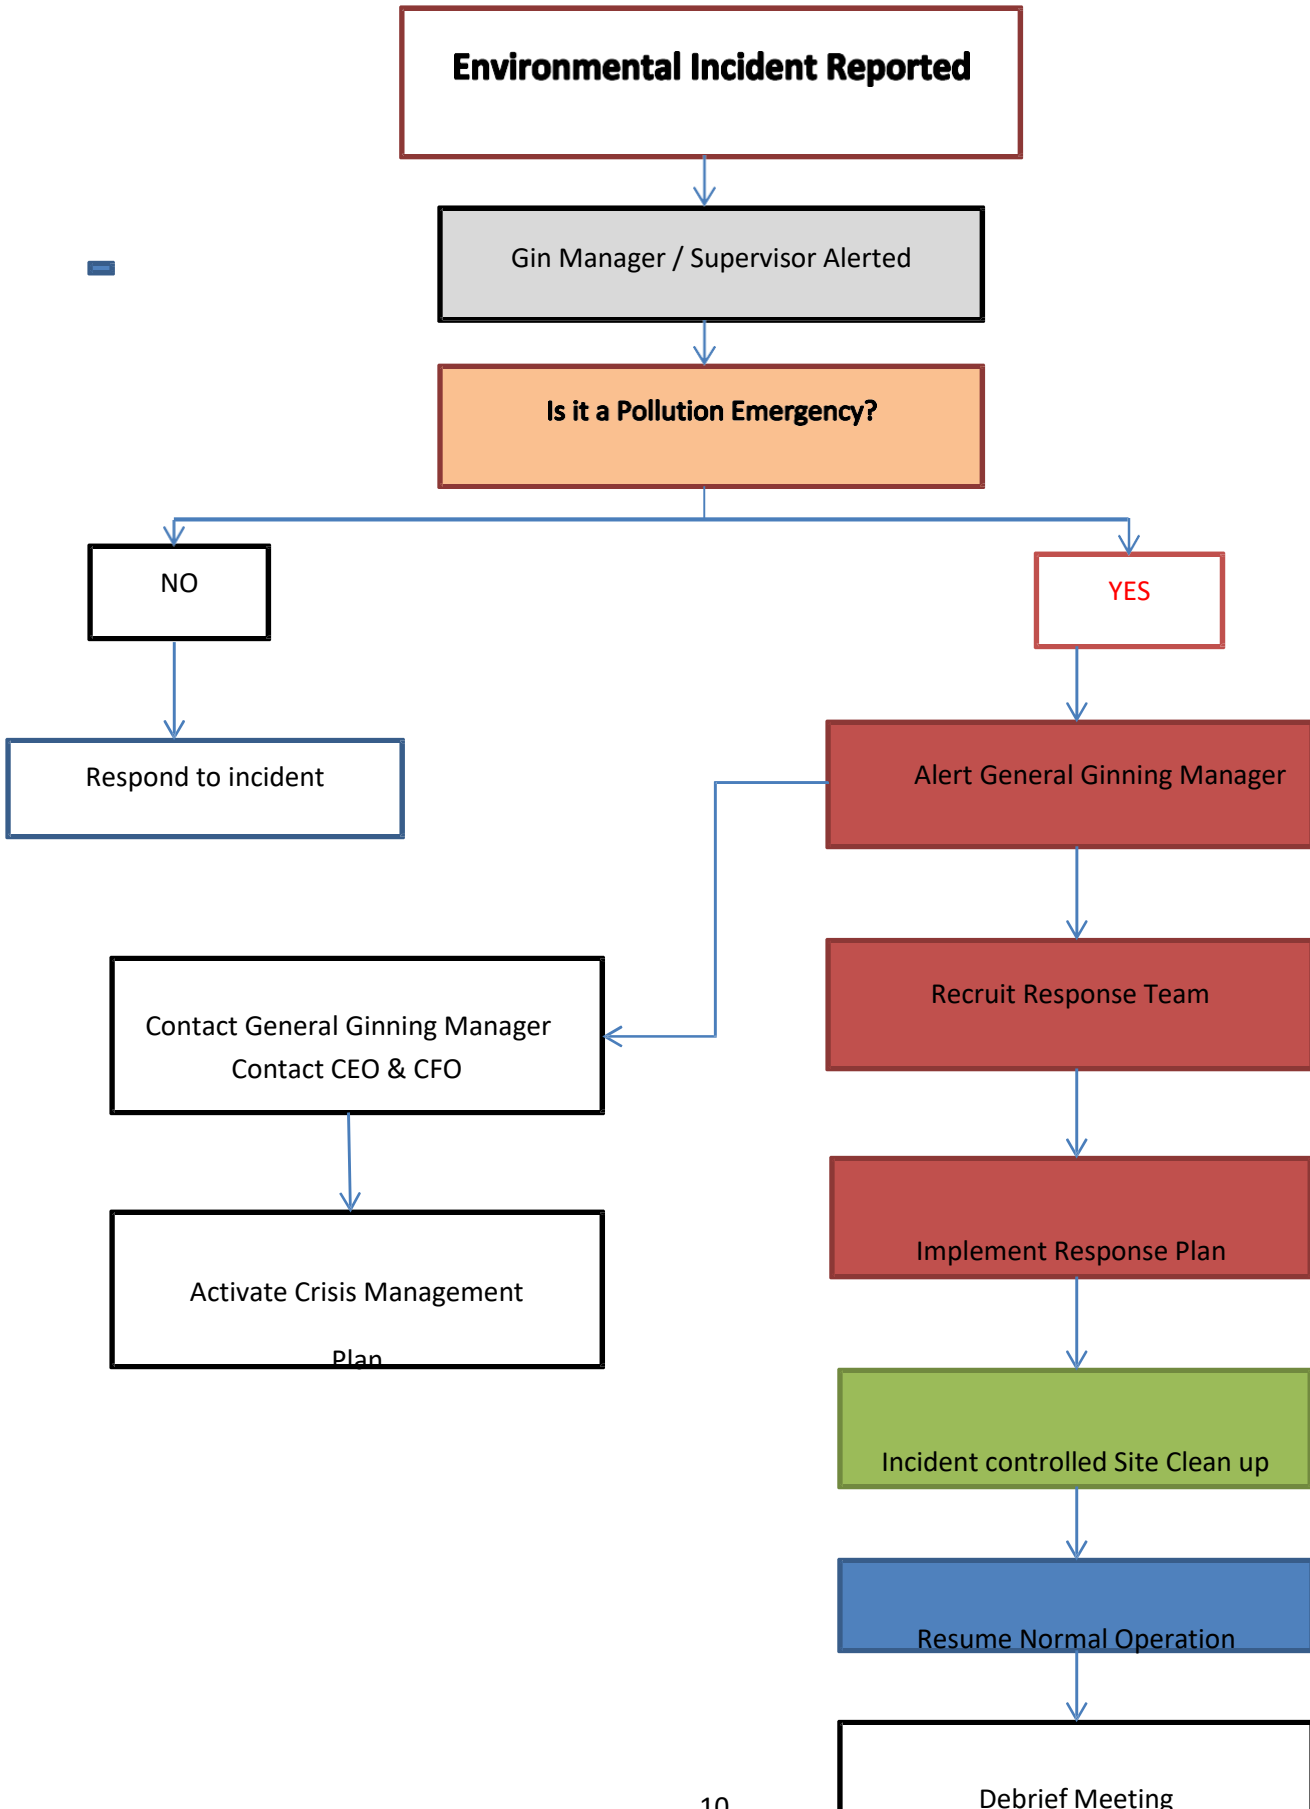 Environmental Incident Reported
Gin Manager / Supervisor Alerted
Is it a Pollution Emergency?
NO
YES
Respond to incident
Alert General Ginning Manager
Recruit Response Team
Contact General Ginning Manager
Contact CEO & CFO
Implement Response Plan
Activate Crisis Management
Plan
Incident controlled Site Clean up
Resume Normal Operation
Debrief Meeting
10